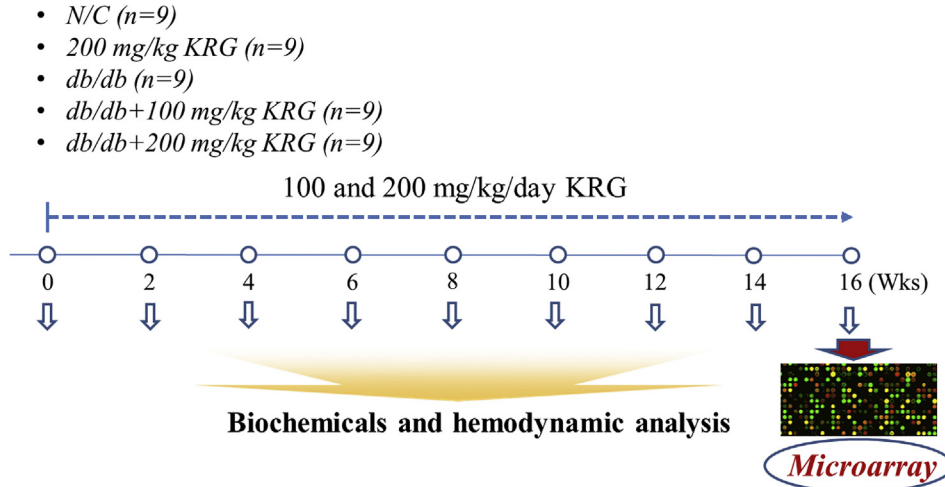 • N/C (n=9)
• 200 mg/kg KRG (n=9)
• db/db (n=9)
• db/db+100 mg/kg KRG (n=9)
• db/db+200 mg/kg KRG (n=9)
100 and 200 mg/kg/day KRG
0 2 4 6 8 10 12 14 16 (Wks)
Biochemicals and hemodynamic analysis
Microarray